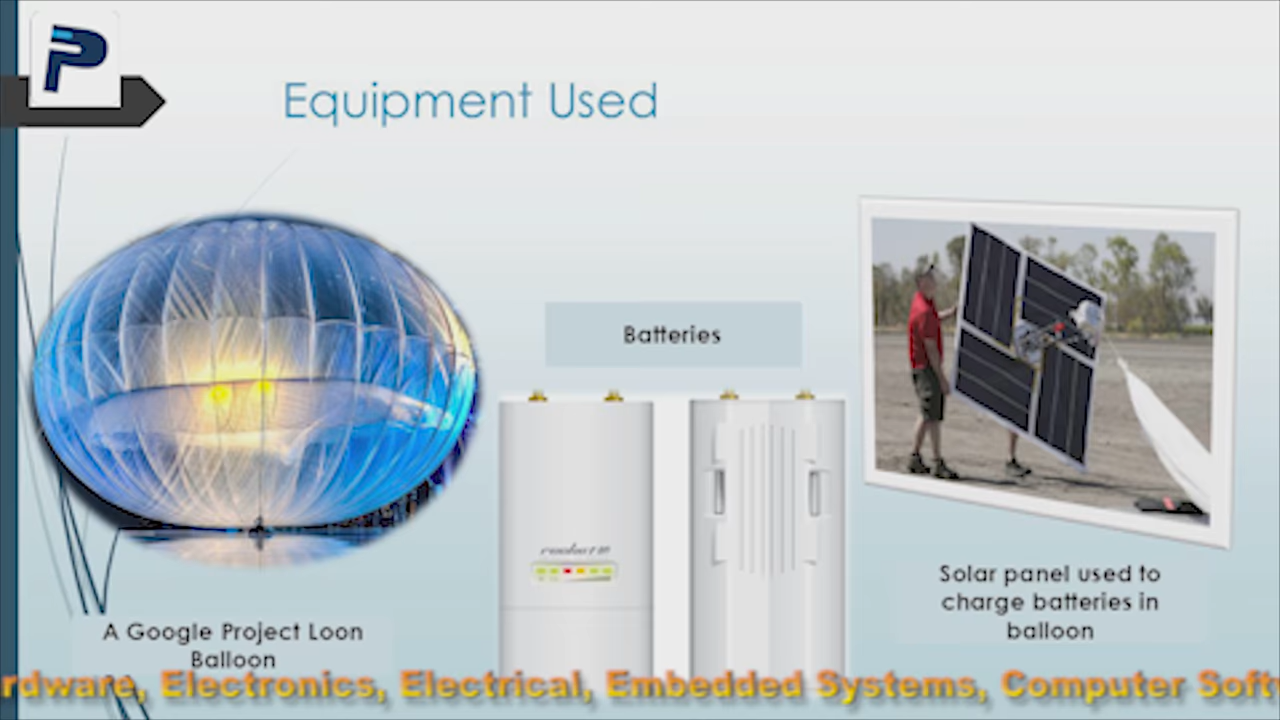 Equipment Used
Batteries
Solar panel used to
charge batteries in
balloon
A Google Project Loon
Balloon
rdware, Electronics, Electrical, Embedded Systems, Computer Soft